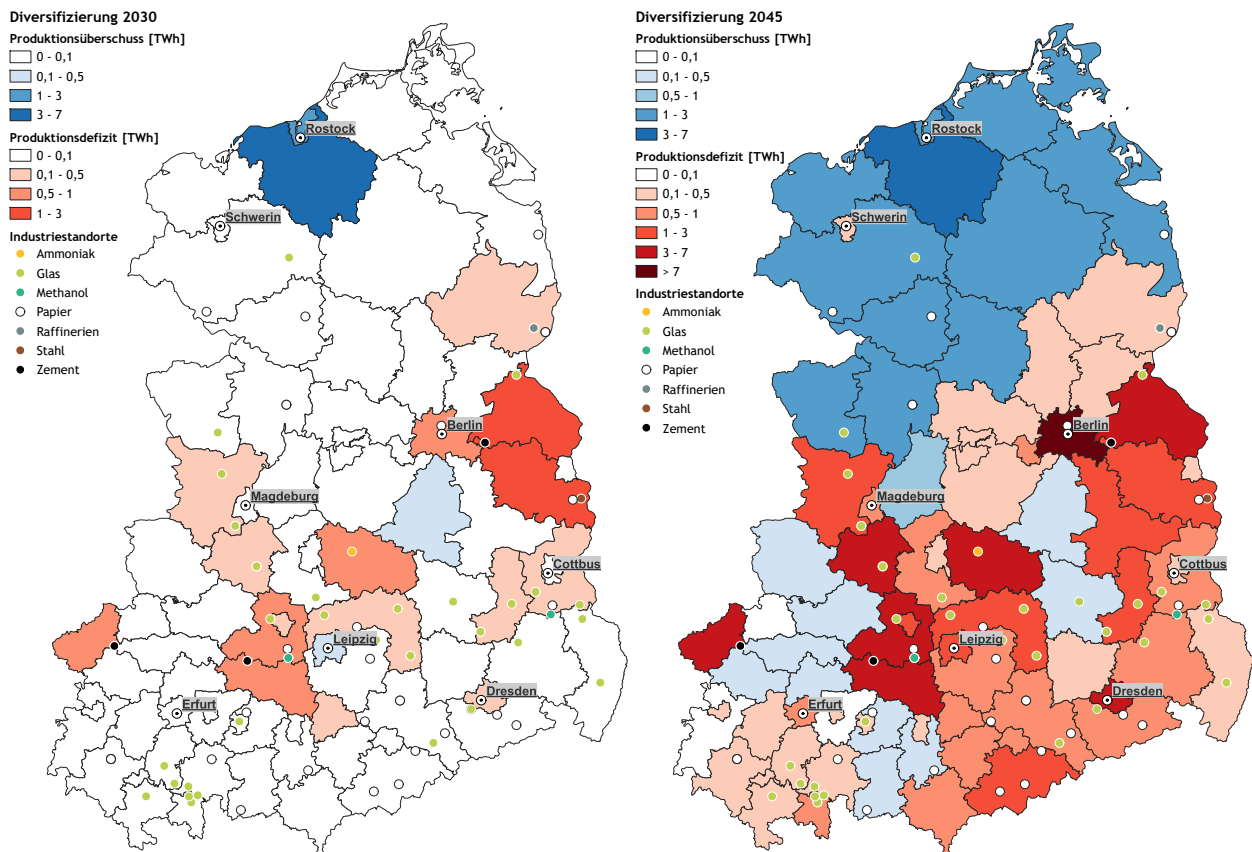 Diversifizierung 2030
Produktionsüberschuss [TWh]
0 - 0,1
0,1 - 0,5
1 - 3
3 - 7
Produktionsdefizit [TWh]
0 - 0,1
0,1 - 0,5
0,5 - 1
1 - 3
Industriestandorte
Ammoniak
Glas
Methanol
Papier
Raffinerien
Stahl
Zement
Rostock
Schwerin
Berlin
Magdeburg
Cottbus
Leipzig
Dresden
Erfurt
Diversifizierung 2045
Produktionsüberschuss [TWh]
0 - 0,1
0,1 - 0,5
0,5 - 1
1 - 3
3 - 7
Produktionsdefizit [TWh]
0 - 0,1
0,1 - 0,5
0,5 - 1
1 - 3
3 - 7
> 7
Industriestandorte
Ammoniak
Glas
Methanol
Papier
Raffinerien
Stahl
Zement
Rostock
Schwerin
Berlin
Magdeburg
Cottbus
Leipzig
Dresden
Erfurt